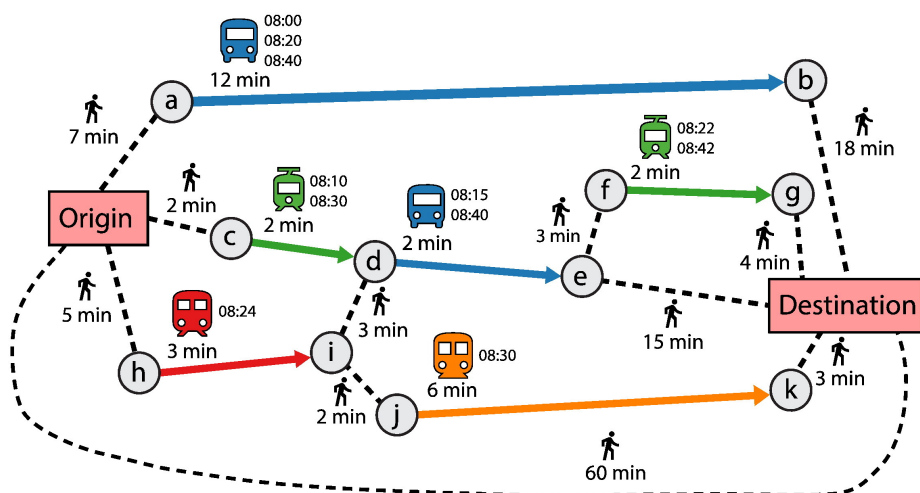 08:00
08:20
08:40
12 min
a
b
7 min
18 min
08:22
08:42
2 min
f
g
Origin
2 min
08:10
08:30
2 min
08:15
08:40
2 min
c
d
e
3 min
4 min
Destination
5 min
3 min
15 min
08:24
3 min
h
i
2 min
j
08:30
6 min
k
3 min
60 min